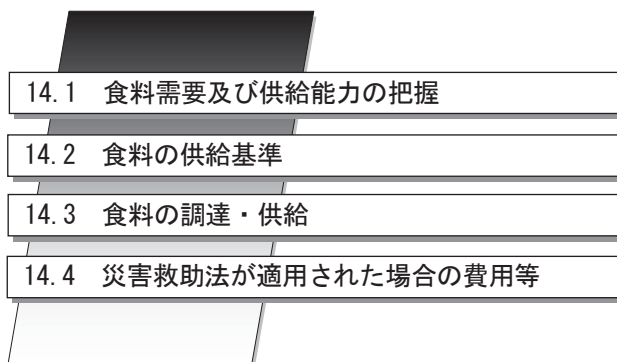 14.1 食料需要及び供給能力の把握
14.2 食料の供給基準
14.3 食料の調達・供給
14.4 災害救助法が適用された場合の費用等